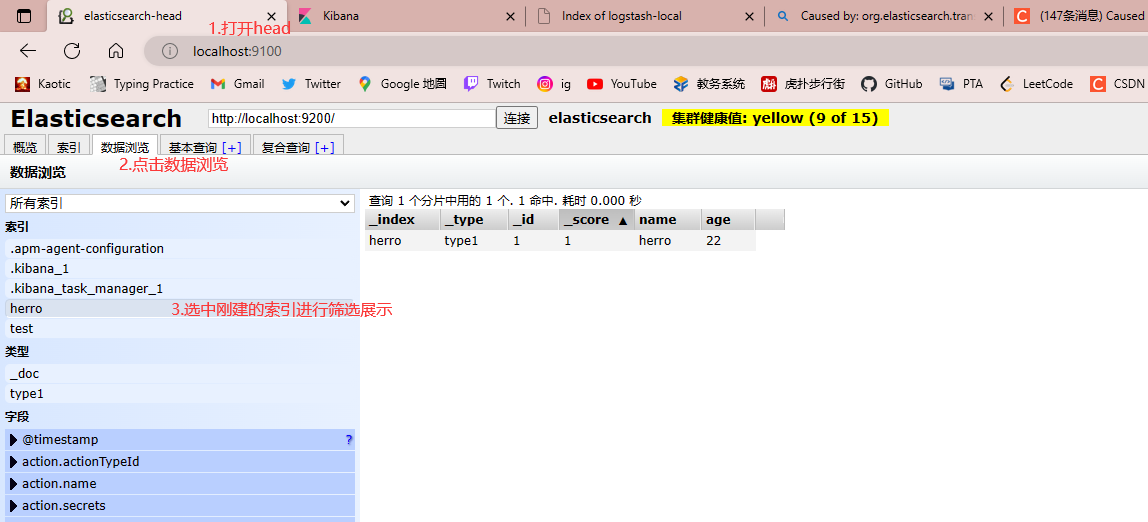 elasticsearch-head
Kibana
Index of logstash-local
Caused by: org.elasticsearch.tran
(147条消息) Caused
1.打开head
localhost:9100
Kaotic
Typing Practice
Gmail
Twitter
Google 地圖
Twitch
ig
YouTube
教务系统
虎扑步行街
GitHub
PTA
LeetCode
CSDN
Elasticsearch
http://localhost:9200/
连接
elasticsearch
集群健康值: yellow (9 of 15)
概览
索引
数据浏览
基本查询 [+]
复合查询 [+]
2.点击数据浏览
数据浏览
所有索引
索引
.apm-agent-configuration
.kibana_1
.kibana_task_manager_1
herro
test
3.选中刚建的索引进行筛选展示
类型
_doc
type1
字段
@timestamp ?
action.actionTypeId
action.name
action.secrets
查询 1 个分片中用的 1 个. 1 命中. 耗时 0.000 秒
_index _type _id _score ▲ name age
herro type1 1 1 herro 22